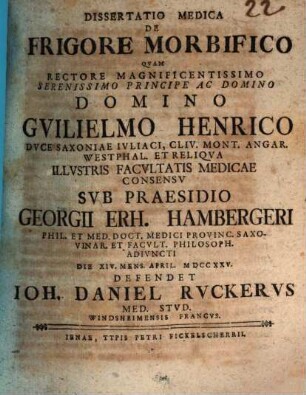 22
DISSERTATIO MEDICA
DE
FRIGORE MORBIFICO
QVAM
RECTORE MAGNIFICENTISSIMO
SERENISSIMO PRINCIPE AC DOMINO
DOMINO
GVILIELMO HENRICO
DVCE SAXONIAE IVLIACI, CLIV. MONT. ANGAR.
WESTPHAL. ET RELIQVA
ILLVSTRIS FACVLTATIS MEDICAE
CONSENSV
SVB PRAESIDIO
GEORGII ERH. HAMBERGERI
PHIL. ET MED. DOCT. MEDICI PROVINC. SAXO-
VINAR. ET FACVLT. PHILOSOPH.
ADIVNCTI
DIE XIV. MENS. APRIL. MDCCXXV.
DEFENDET
IOH. DANIEL RVCKERVS
MED. STVD.
WINDSHEIMENSIS FRANCVS.
IENAE, TYPIS PETRI FICKELSCHERRII.